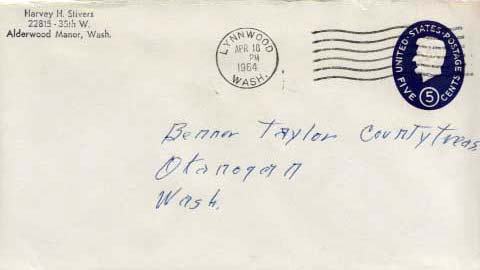 Harvey H. Stivers
22815 - 35th W.
Alderwood Manor, Wash.
LYNNWOOD
APR 10
PM
1964
WASH.
UNITED STATES POSTAGE
5
FIVE CENTS
Benner Taylor County treas,
Okanogan
Wash.